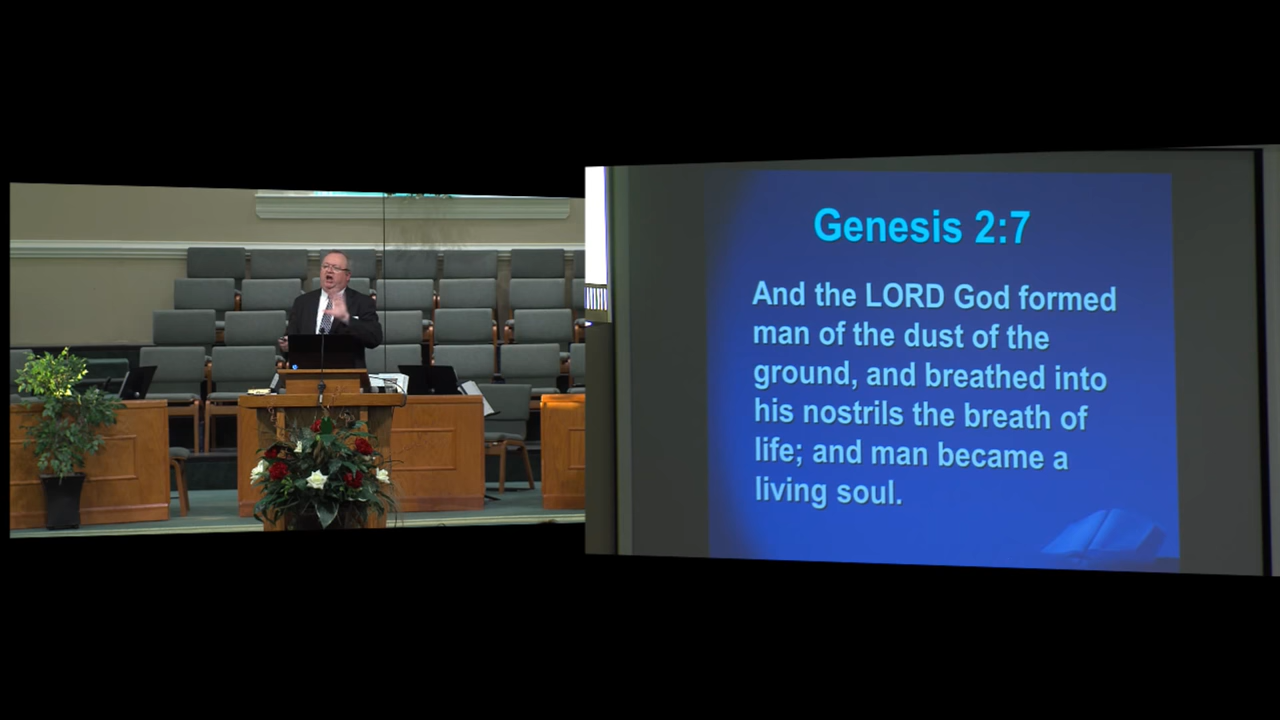 Genesis 2:7
And the LORD God formed
man of the dust of the
ground, and breathed into
his nostrils the breath of
life; and man became a
living soul.